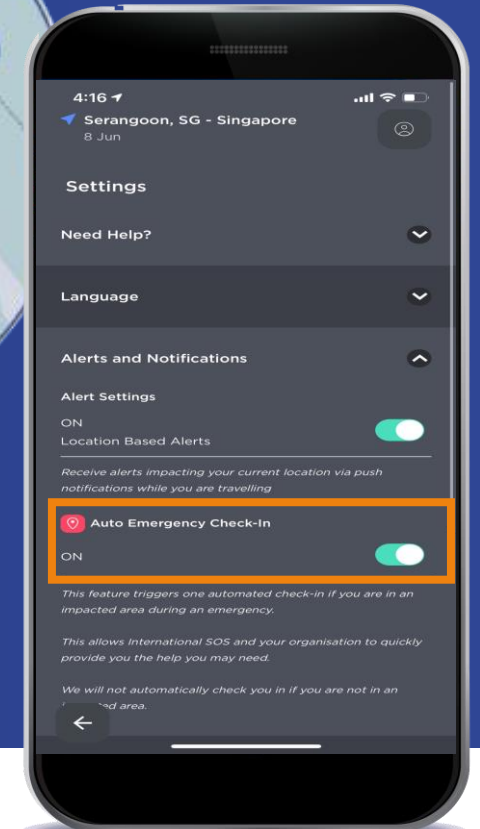 4:16
Serangoon, SG - Singapore
8 Jun
Settings
Need Help?
Language
Alerts and Notifications
Alert Settings
ON
Location Based Alerts
Receive alerts impacting your current location via push
notifications while you are travelling
Auto Emergency Check-In
ON
This feature triggers one automated check-in if you are in an
impacted area during an emergency.
This allows International SOS and your organisation to quickly
provide you the help you may need.
We will not automatically check you in if you are not in an
area.